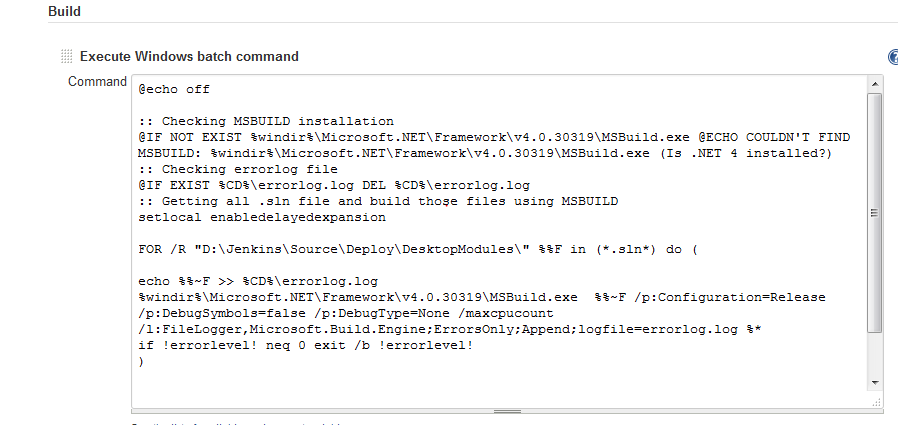 Build
Execute Windows batch command
Command
@echo off
:: Checking MSBUILD installation
@IF NOT EXIST %windir%\Microsoft.NET\Framework\v4.0.30319\MSBuild.exe @ECHO COULDN'T FIND
MSBUILD: %windir%\Microsoft.NET\Framework\v4.0.30319\MSBuild.exe (Is .NET 4 installed?)
:: Checking errorlog file
@IF EXIST %CD%\errorlog.log DEL %CD%\errorlog.log
:: Getting all .sln file and build those files using MSBUILD
setlocal enabledelayedexpansion
FOR /R "D:\Jenkins\Source\Deploy\DesktopModules\" %%F in (*.sln*) do (
echo %%~F >> %CD%\errorlog.log
%windir%\Microsoft.NET\Framework\v4.0.30319\MSBuild.exe  %%~F /p:Configuration=Release
/p:DebugSymbols=false /p:DebugType=None /maxcpucount
/l:FileLogger,Microsoft.Build.Engine;ErrorsOnly;Append;logfile=errorlog.log %*
if !errorlevel! neq 0 exit /b !errorlevel!
)